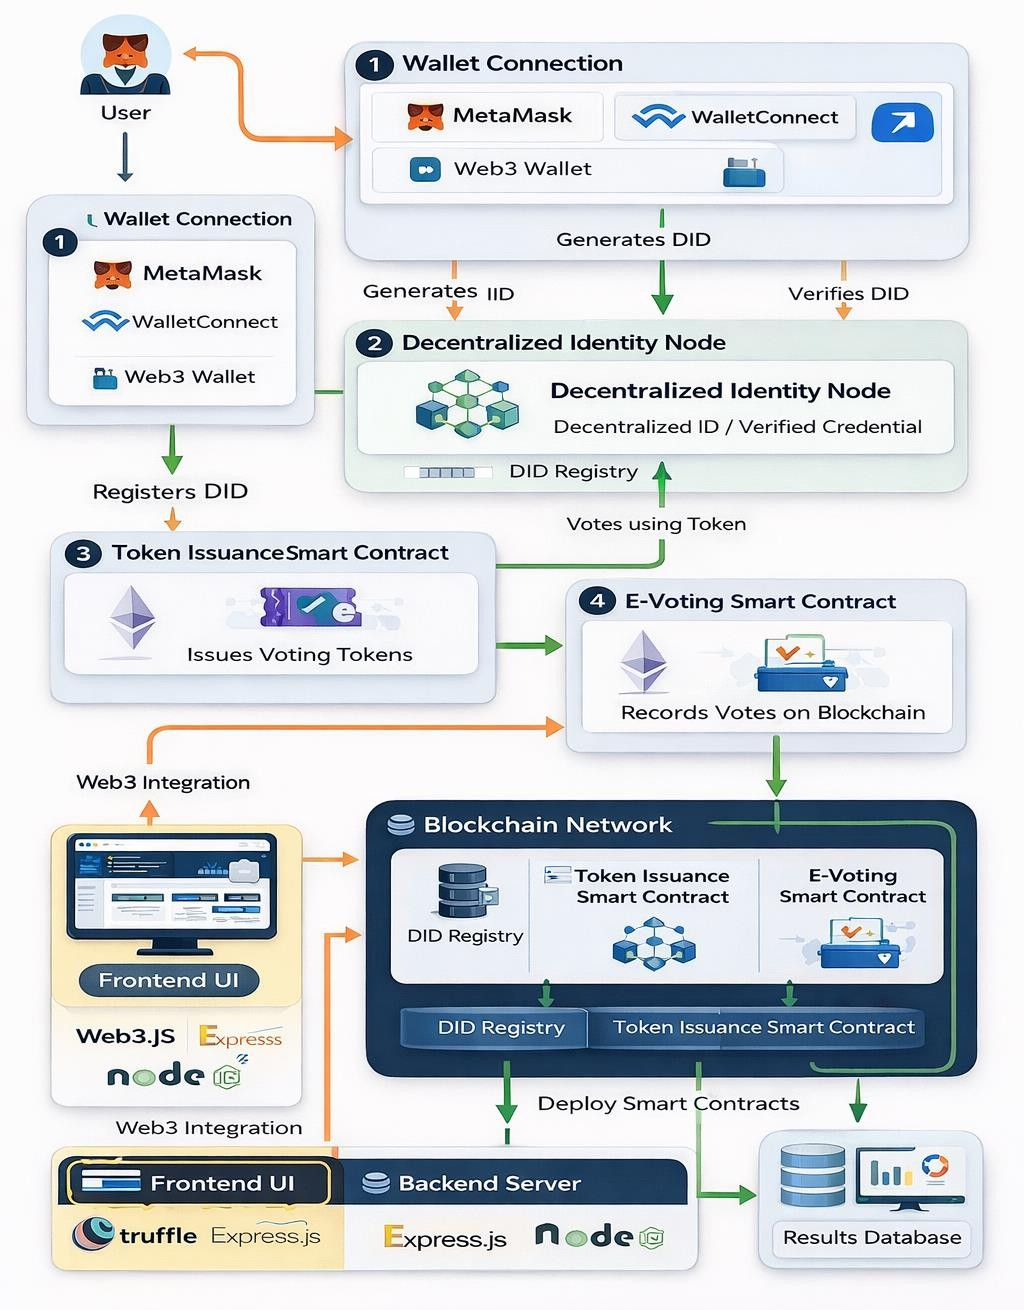 User
1 Wallet Connection
MetaMask
WalletConnect
Web3 Wallet
Generates DID
Generates IID
Verifies DID
Wallet Connection
1
MetaMask
WalletConnect
Web3 Wallet
2 Decentralized Identity Node
Decentralized Identity Node
Decentralized ID / Verified Credential
DID Registry
Registers DID
Votes using Token
3 Token IssuanceSmart Contract
e
Issues Voting Tokens
4 E-Voting Smart Contract
Records Votes on Blockchain
Web3 Integration
Blockchain Network
DID Registry
Token Issuance
Smart Contract
E-Voting
Smart Contract
Frontend UI
DID Registry
Token Issuance Smart Contract
Web3.JS
Expresss
node
Deploy Smart Contracts
Web3 Integration
Frontend UI
Backend Server
truffle
Express.js
Express.js
Node
Results Database